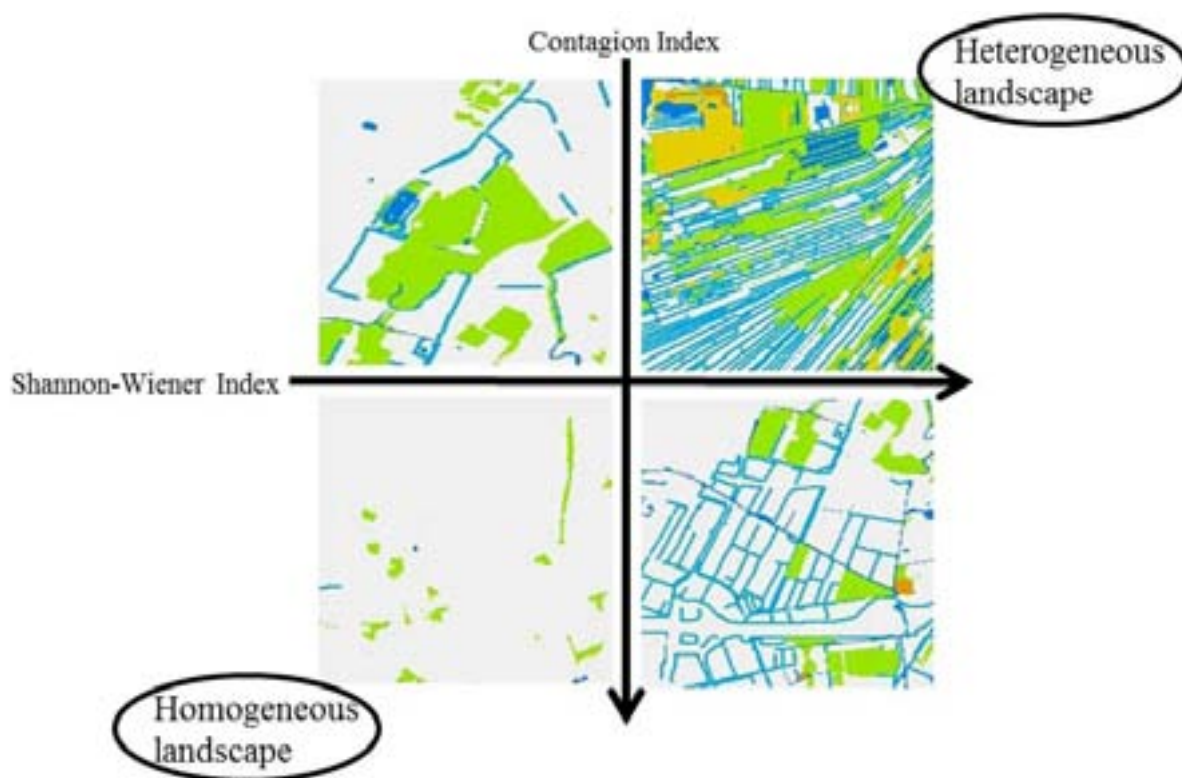 Contagion Index
Heterogeneous
landscape
Shannon-Wiener Index
Homogeneous
landscape